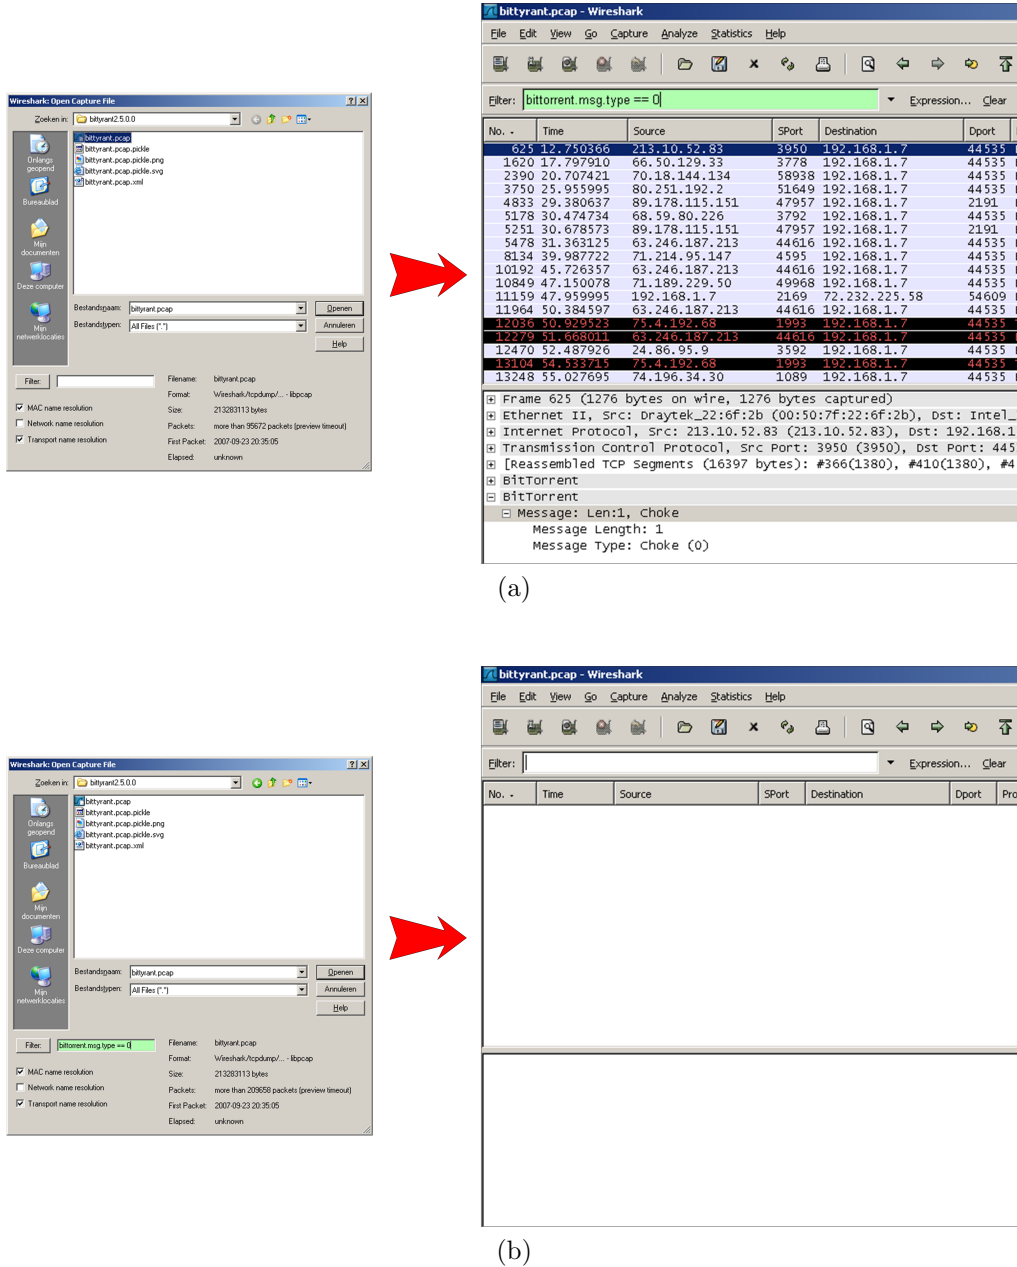 Wireshark: Open Capture File
Zoeken in: bittyrant2.5.0.0
Onlangs geopend
Bureaublad
Mijn documenten
Deze computer
Mijn netwerklocaties
bittyrant.pcap
bittyrant.pcap.pickle
bittyrant.pcap.pickle.png
bittyrant.pcap.pickle.svg
bittyrant.pcap.xml
Bestandsnaam: bittyrant.pcap Openen
Bestandstypen: All Files (*.*) Annuleren
Help
Filter:
MAC name resolution
Network name resolution
Transport name resolution
Filename: bittyrant.pcap
Format: Wireshark/tcpdump/... - libpcap
Size: 213283113 bytes
Packets: more than 95672 packets (preview timeout)
First Packet: 2007-09-23 20:35:05
Elapsed: unknown
bittyrant.pcap - Wireshark
File Edit View Go Capture Analyze Statistics Help
Filter: bittorrent.msg.type == 0 Expression... Clear
No. - Time Source SPort Destination Dport
625 12.750366 213.10.52.83 3950 192.168.1.7 44535
1620 17.797910 66.50.129.33 3778 192.168.1.7 44535
2390 20.707421 70.18.144.134 58938 192.168.1.7 44535
3750 25.955995 80.251.192.2 51649 192.168.1.7 44535
4833 29.380637 89.178.115.151 47957 192.168.1.7 2191
5178 30.474734 68.59.80.226 3792 192.168.1.7 44535
5251 30.678573 89.178.115.151 47957 192.168.1.7 2191
5478 31.363125 63.246.187.213 44616 192.168.1.7 44535
8134 39.987722 71.214.95.147 4595 192.168.1.7 44535
10192 45.726357 63.246.187.213 44616 192.168.1.7 44535
10849 47.150078 71.189.229.50 49968 192.168.1.7 44535
11159 47.959995 192.168.1.7 2169 72.232.225.58 54609
11964 50.384597 63.246.187.213 44616 192.168.1.7 44535
12036 50.929523 75.4.192.68 1993 192.168.1.7 44535
12279 51.668011 63.246.187.213 44616 192.168.1.7 44535
12470 52.487926 24.86.95.9 3592 192.168.1.7 44535
13104 54.533715 75.4.192.68 1993 192.168.1.7 44535
13248 55.027695 74.196.34.30 1089 192.168.1.7 44535
Frame 625 (1276 bytes on wire, 1276 bytes captured)
Ethernet II, Src: Draytek_22:6f:2b (00:50:7f:22:6f:2b), Dst: Intel_
Internet Protocol, Src: 213.10.52.83 (213.10.52.83), Dst: 192.168.1
Transmission Control Protocol, Src Port: 3950 (3950), Dst Port: 445
[Reassembled TCP Segments (16397 bytes): #366(1380), #410(1380), #4
BitTorrent
BitTorrent
Message: Len:1, Choke
Message Length: 1
Message Type: Choke (0)
(a)
Wireshark: Open Capture File
Zoeken in: bittyrant2.5.0.0
Onlangs geopend
Bureaublad
Mijn documenten
Deze computer
Mijn netwerklocaties
bittyrant.pcap
bittyrant.pcap.pickle
bittyrant.pcap.pickle.png
bittyrant.pcap.pickle.svg
bittyrant.pcap.xml
Bestandsnaam: bittyrant.pcap Openen
Bestandstypen: All Files (*.*) Annuleren
Help
Filter: bittorrent.msg.type == 0
MAC name resolution
Network name resolution
Transport name resolution
Filename: bittyrant.pcap
Format: Wireshark/tcpdump/... - libpcap
Size: 213283113 bytes
Packets: more than 209658 packets (preview timeout)
First Packet: 2007-09-23 20:35:05
Elapsed: unknown
bittyrant.pcap - Wireshark
File Edit View Go Capture Analyze Statistics Help
Filter: Expression... Clear
No. - Time Source SPort Destination Dport Pro
(b)